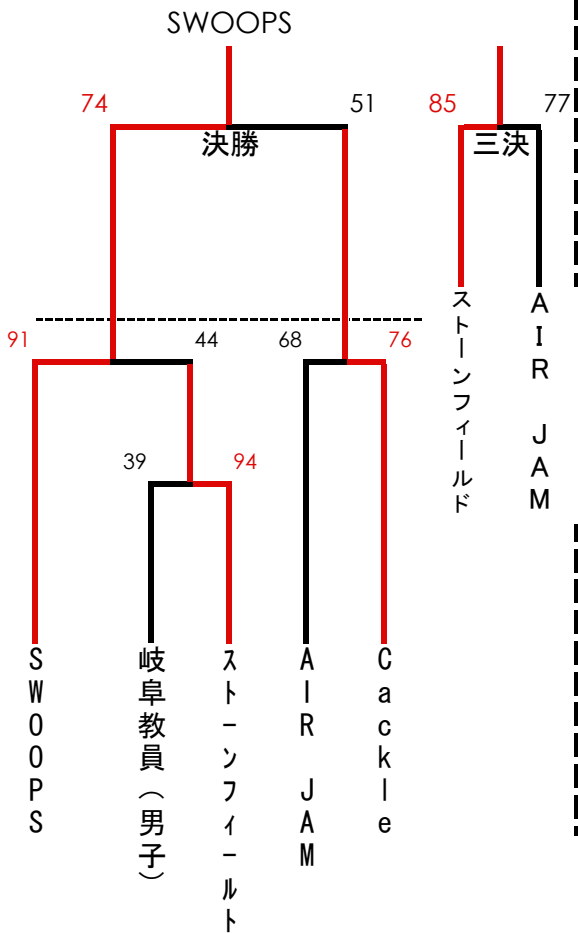 SWOOPS
74
51
決勝
85
77
三決
ストーンフィールド
AIR JAM
91
44
68
76
39
94
SWOOPS
岐阜教員(男子)
ストーンフィールト
AIR JAM
Cackle